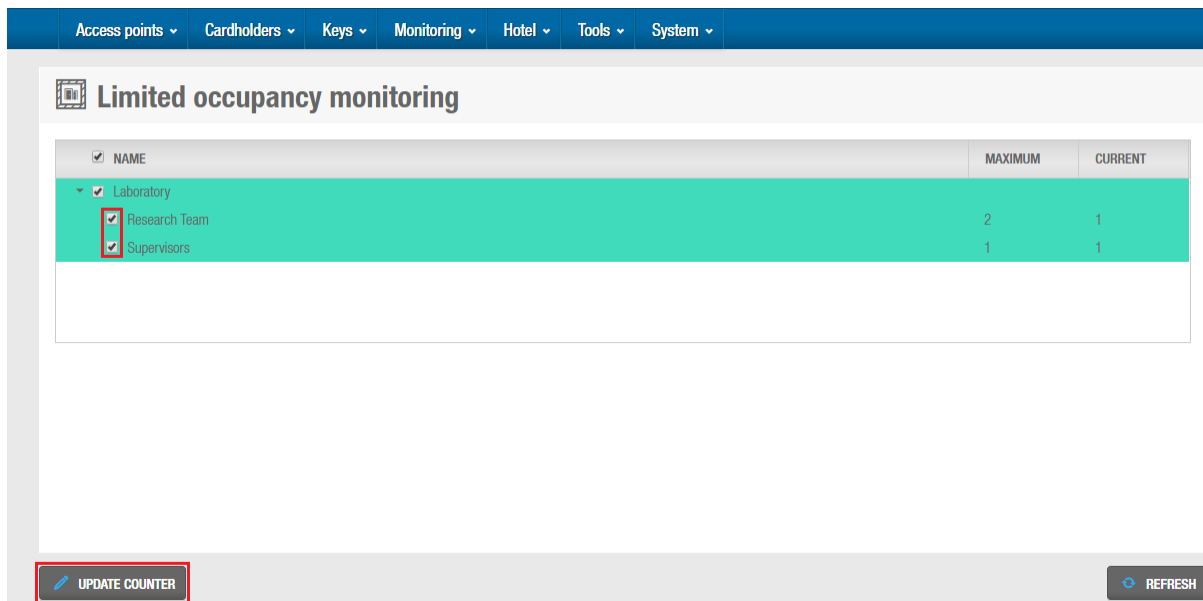 Access points Cardholders Keys Monitoring Hotel Tools System
Limited occupancy monitoring
NAME MAXIMUM CURRENT
Laboratory
Research Team 2 1
Supervisors 1 1
UPDATE COUNTER REFRESH